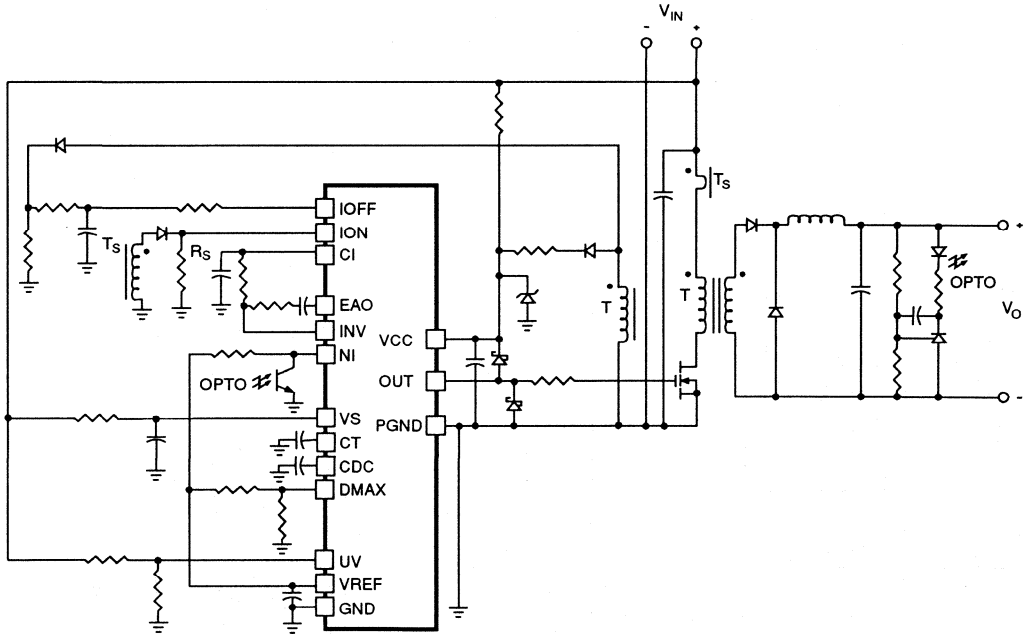 VIN
- +
TS
IOFF
ION
TS
RS
CI
EAO
INV
NI
OPTO
VS
CT
CDC
DMAX
UV
VREF
GND
VCC
OUT
PGND
T
T
+
OPTO
VO
-